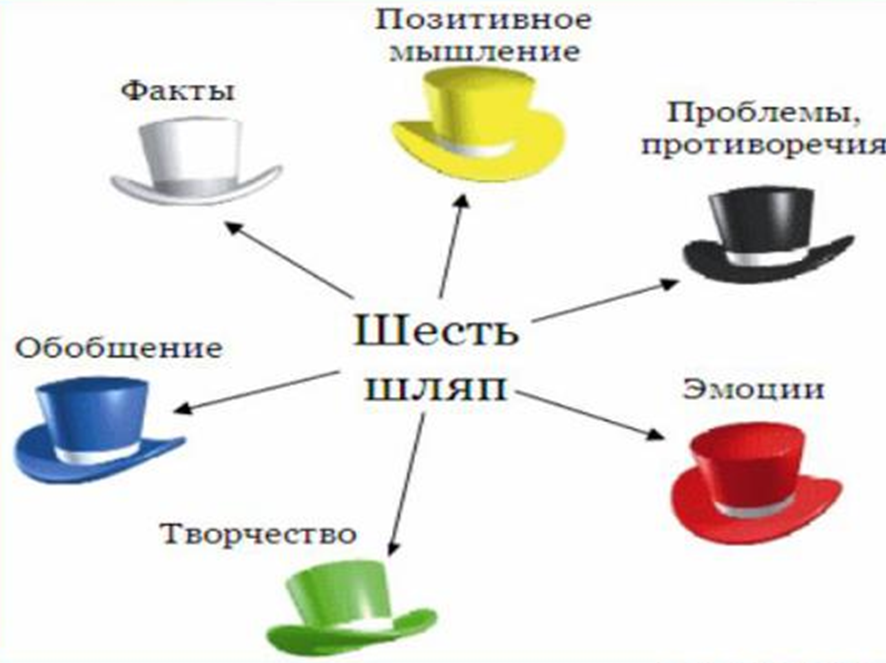 Позитивное
мышление
Факты
Проблемы,
противоречия
Шесть
шляп
Обобщение
Эмоции
Творчество